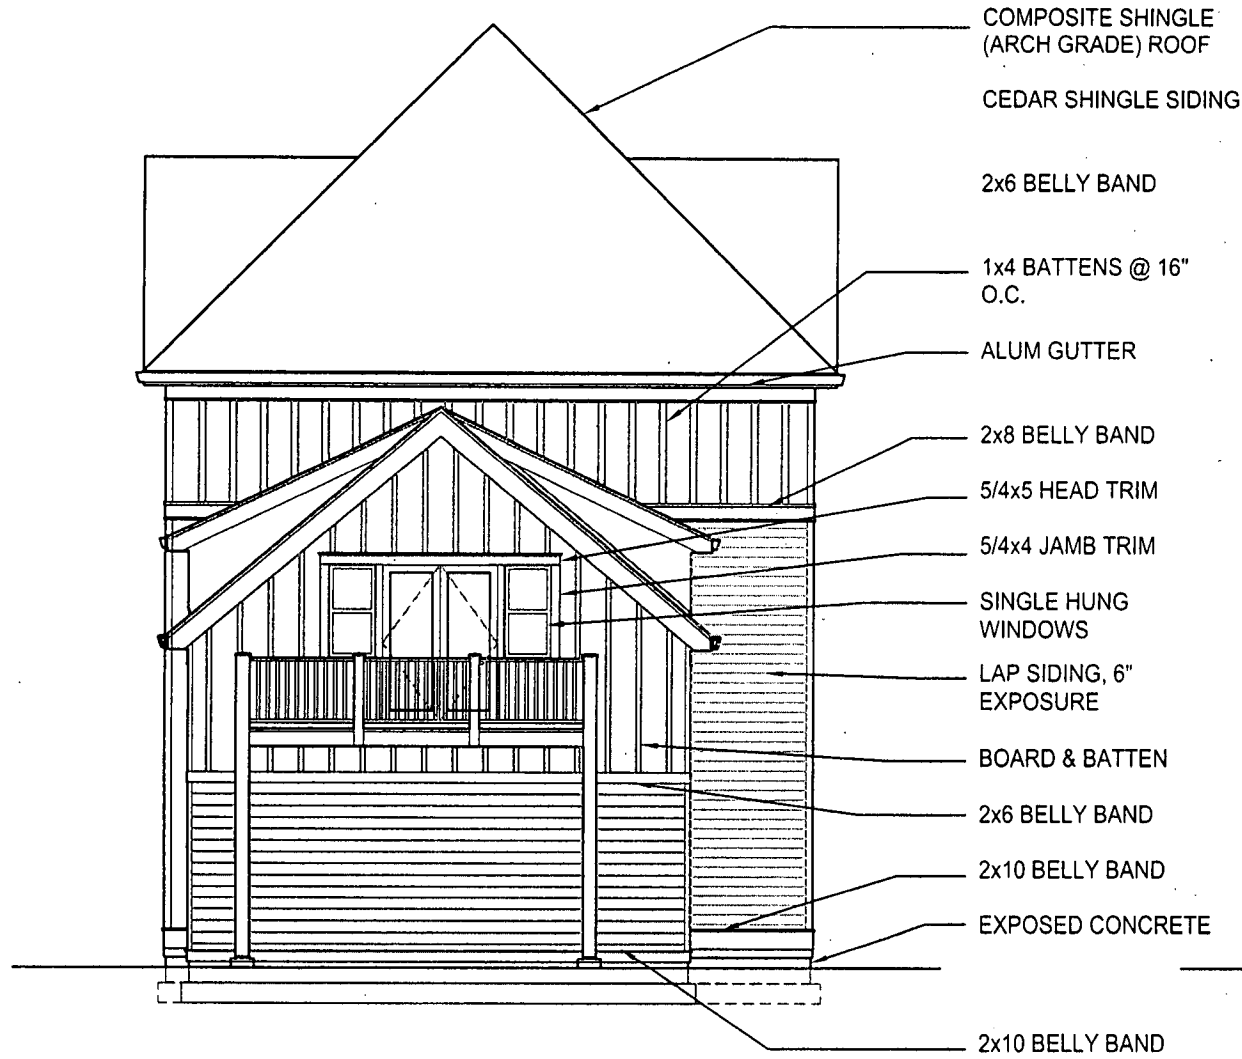 COMPOSITE SHINGLE
(ARCH GRADE) ROOF
CEDAR SHINGLE SIDING
2x6 BELLY BAND
1x4 BATTENS @ 16"
O.C.
ALUM GUTTER
2x8 BELLY BAND
5/4x5 HEAD TRIM
5/4x4 JAMB TRIM
SINGLE HUNG
WINDOWS
LAP SIDING, 6"
EXPOSURE
BOARD & BATTEN
2x6 BELLY BAND
2x10 BELLY BAND
EXPOSED CONCRETE
2x10 BELLY BAND